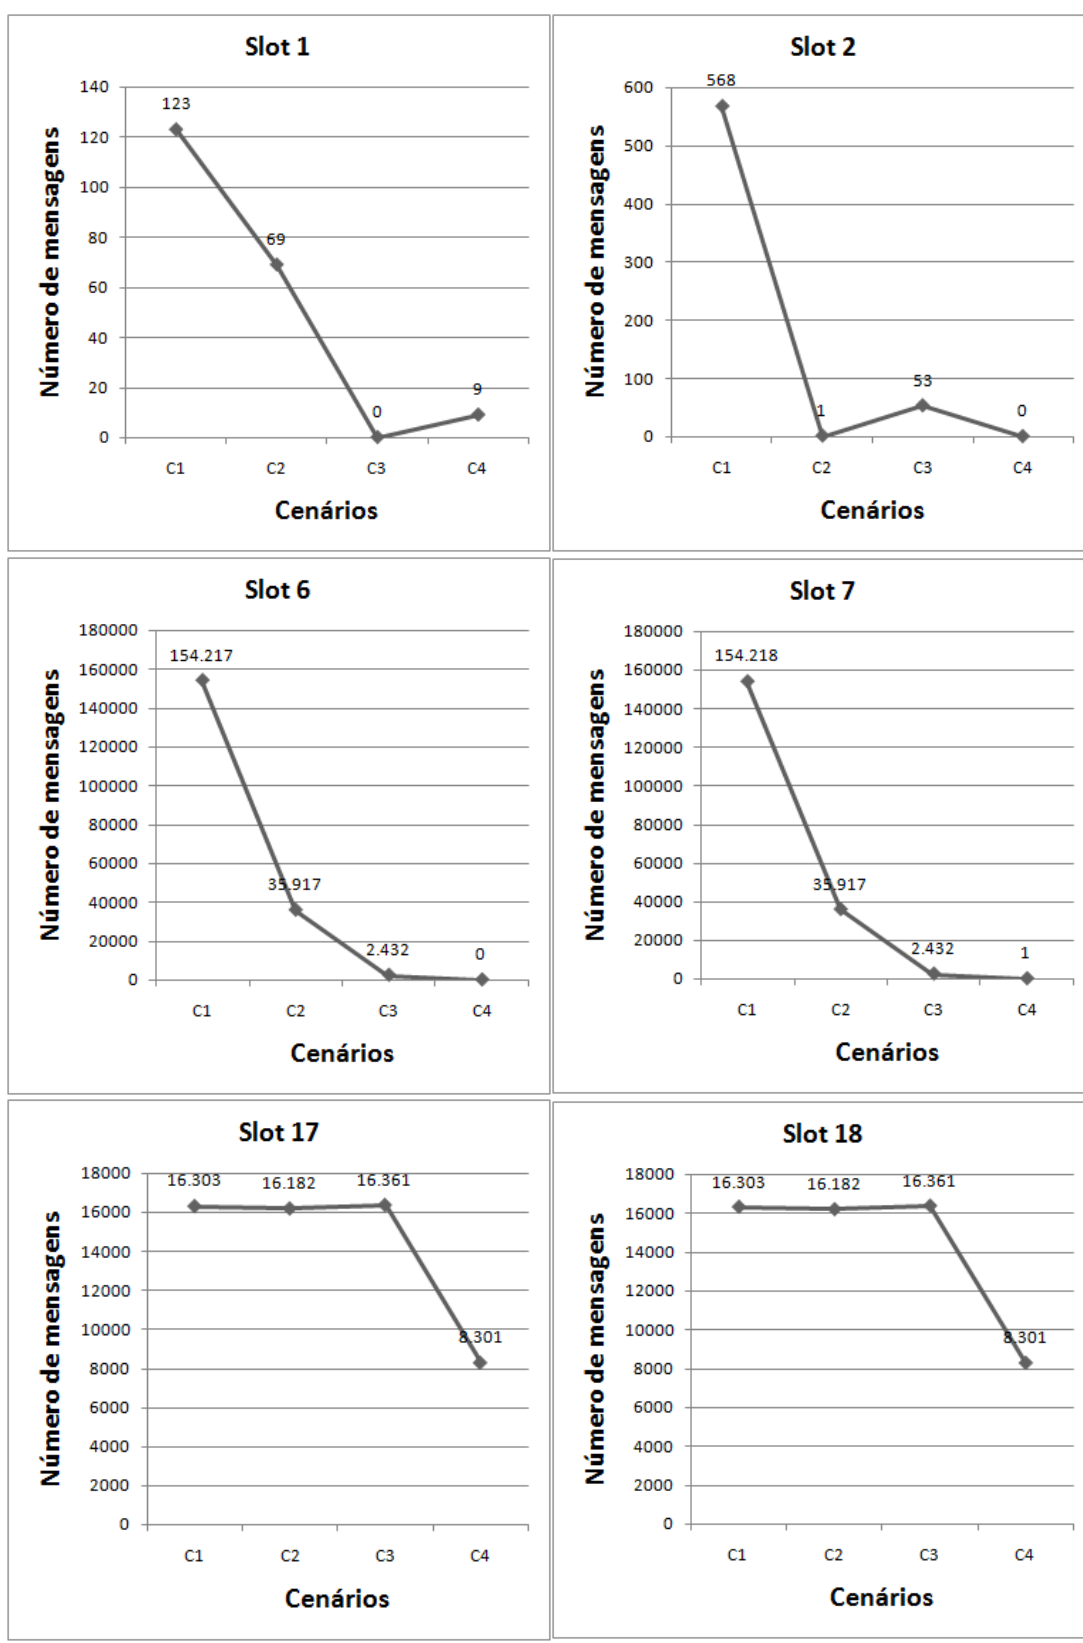 Slot 1
Número de mensagens
140
120
100
80
60
40
20
0
123
69
0
9
C1 C2 C3 C4
Cenários
Slot 2
Número de mensagens
600
500
400
300
200
100
0
568
1
53
0
C1 C2 C3 C4
Cenários
Slot 6
Número de mensagens
180000
160000
140000
120000
100000
80000
60000
40000
20000
0
154.217
35.917
2.432
0
C1 C2 C3 C4
Cenários
Slot 7
Número de mensagens
180000
160000
140000
120000
100000
80000
60000
40000
20000
0
154.218
35.917
2.432
1
C1 C2 C3 C4
Cenários
Slot 17
Número de mensagens
18000
16000
14000
12000
10000
8000
6000
4000
2000
0
16.303 16.182 16.361
8.301
C1 C2 C3 C4
Cenários
Slot 18
Número de mensagens
18000
16000
14000
12000
10000
8000
6000
4000
2000
0
16.303 16.182 16.361
8.301
C1 C2 C3 C4
Cenários